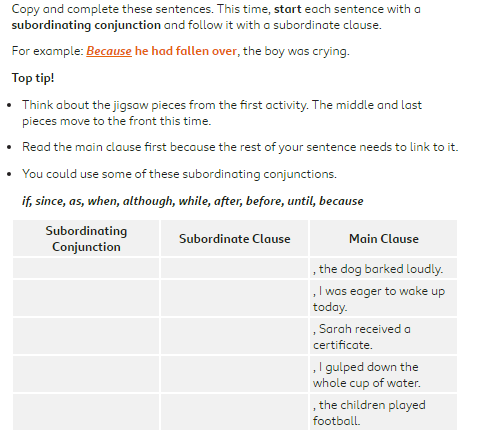 Copy and complete these sentences. This time, start each sentence with a
subordinating conjunction and follow it with a subordinate clause.
For example: Because he had fallen over, the boy was crying.
Top tip!
• Think about the jigsaw pieces from the first activity. The middle and last
pieces move to the front this time.
• Read the main clause first because the rest of your sentence needs to link to it.
• You could use some of these subordinating conjunctions.
if, since, as, when, although, while, after, before, until, because
Subordinating
Conjunction
Subordinate Clause
Main Clause
, the dog barked loudly.
, I was eager to wake up
today.
, Sarah received a
certificate.
, I gulped down the
whole cup of water.
, the children played
football.